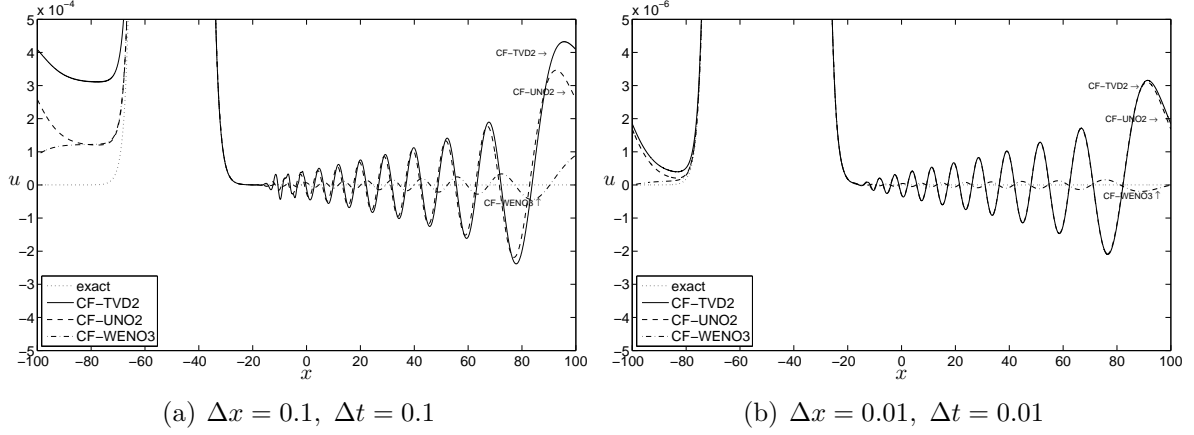 x 10⁻⁴
5
4
3
2
1
0
−1
−2
−3
−4
−5
u
−100 −80 −60 −40 −20 0 20 40 60 80 100
x
CF−TVD2→
CF−UNO2→
CF−WENO3↑
exact
CF−TVD2
CF−UNO2
CF−WENO3
(a) Δx = 0.1, Δt = 0.1
x 10⁻⁶
5
4
3
2
1
0
−1
−2
−3
−4
−5
u
−100 −80 −60 −40 −20 0 20 40 60 80 100
x
CF−TVD2→
CF−UNO2→
CF−WENO3↑
exact
CF−TVD2
CF−UNO2
CF−WENO3
(b) Δx = 0.01, Δt = 0.01